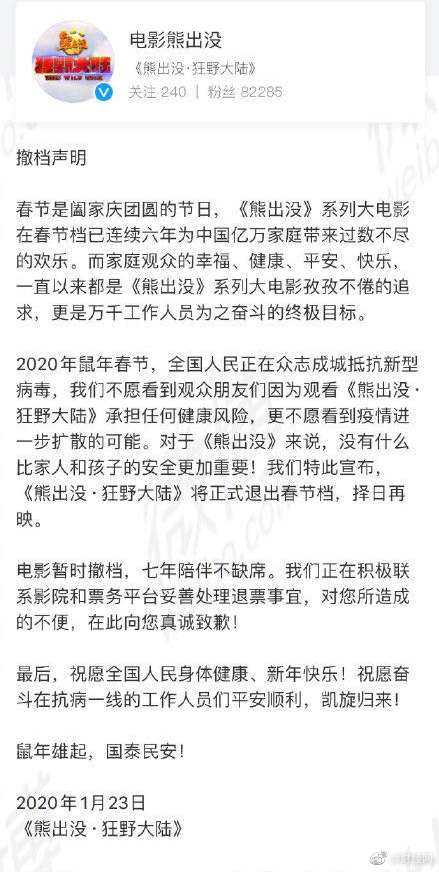 电影熊出没
《熊出没·狂野大陆》
关注 240 | 粉丝 82285
狂野大陆
撤档声明
春节是阖家庆团圆的节日，《熊出没》系列大电影
在春节档已连续六年为中国亿万家庭带来过数不尽
的欢乐。而家庭观众的幸福、健康、平安、快乐，
一直以来都是《熊出没》系列大电影孜孜不倦的追
求，更是万千工作人员为之奋斗的终极目标。
2020年鼠年春节，全国人民正在众志成城抵抗新型
病毒，我们不愿看到观众朋友们因为观看《熊出没·
狂野大陆》承担任何健康风险，更不愿看到疫情进
一步扩散的可能。对于《熊出没》来说，没有什么
比家人和孩子的安全更加重要！我们特此宣布，
《熊出没·狂野大陆》将正式退出春节档，择日再
映。
电影暂时撤档，七年陪伴不缺席。我们正在积极联
系影院和票务平台妥善处理退票事宜，对您所造成
的不便，在此向您真诚致歉！
最后，祝愿全国人民身体健康、新年快乐！祝愿奋
斗在抗病一线的工作人员们平安顺利，凯旋归来！
鼠年雄起，国泰民安！
2020年1月23日
《熊出没·狂野大陆》